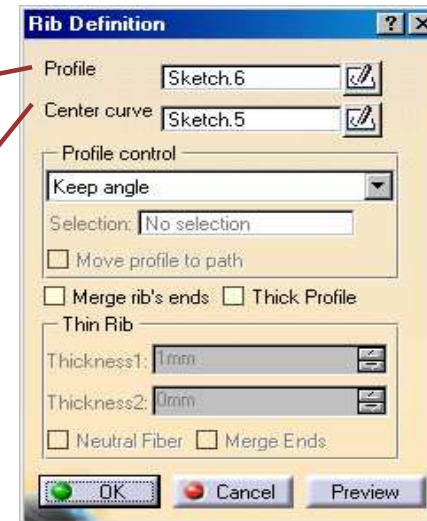 Rib Definition
Profile Sketch.6
Center curve Sketch.5
Profile control
Keep angle
Selection: No selection
Move profile to path
Merge rib's ends Thick Profile
Thin Rib
Thickness1: 1mm
Thickness2: 0mm
Neutral Fiber Merge Ends
OK Cancel Preview